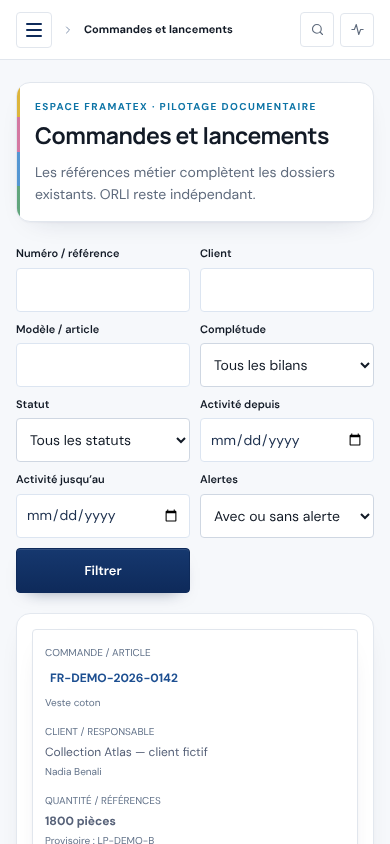 Commandes et lancements
ESPACE FRAMATEX · PILOTAGE DOCUMENTAIRE
Commandes et lancements
Les références métier complètent les dossiers
existants. ORLI reste indépendant.
Numéro / référence
Client
Modèle / article
Complétude
Tous les bilans
Statut
Activité depuis
Tous les statuts
mm/dd/yyyy
Activité jusqu’au
Alertes
mm/dd/yyyy
Avec ou sans alerte
Filtrer
COMMANDE / ARTICLE
FR-DEMO-2026-0142
Veste coton
CLIENT / RESPONSABLE
Collection Atlas — client fictif
Nadia Benali
QUANTITÉ / RÉFÉRENCES
1800 pièces
Provisoire : LP-DEMO-B